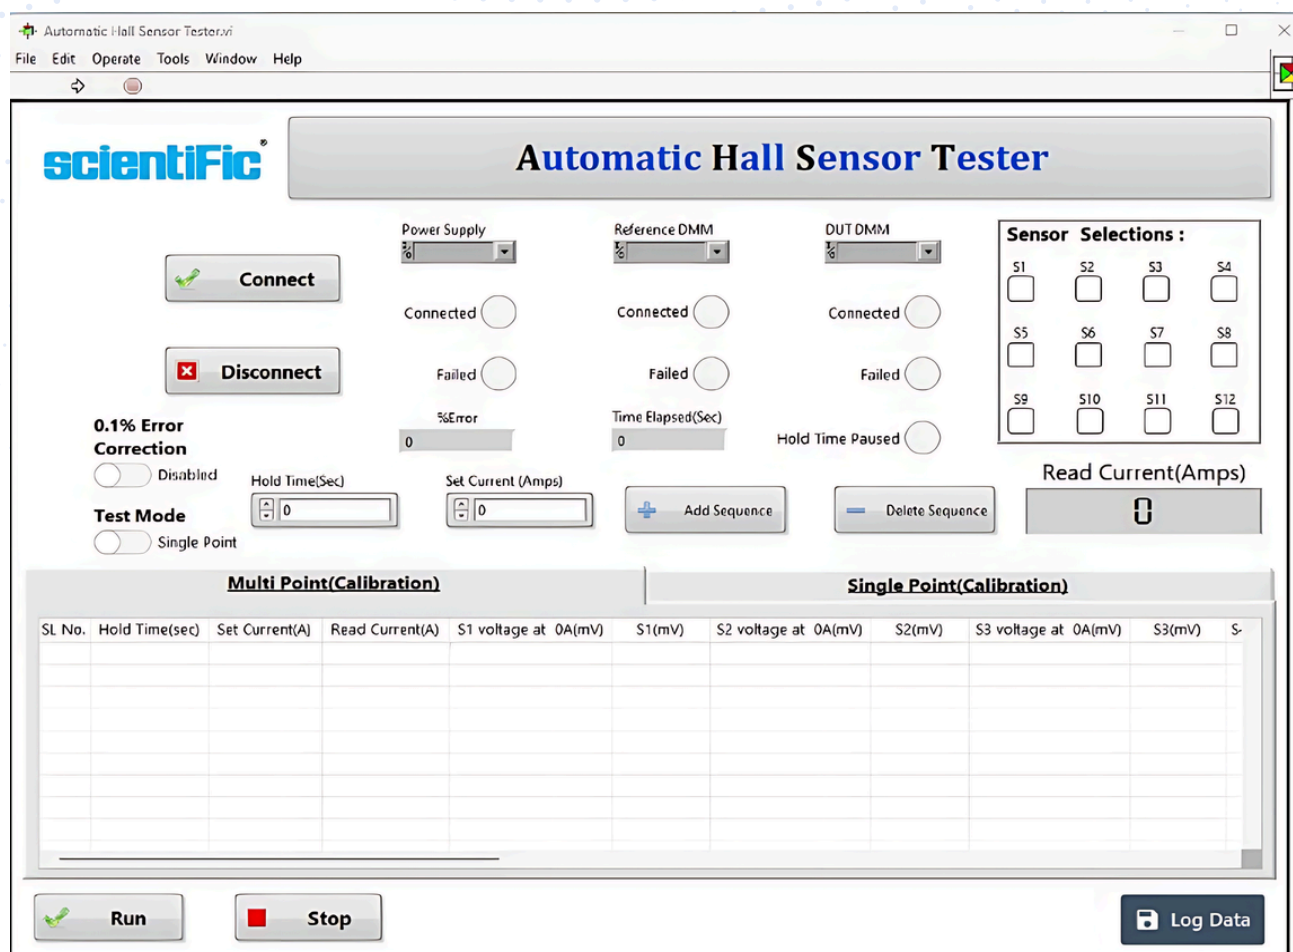 Automatic Hall Sensor Tester.vi
File Edit Operate Tools Window Help
scientiFic®
Automatic Hall Sensor Tester
Power Supply Reference DMM DUT DMM
Sensor Selections :
Connect
S1 S2 S3 S4
Connected Connected Connected
S5 S6 S7 S8
Disconnect
Failed Failed Failed
S9 S10 S11 S12
%Error Time Elapsed(Sec)
0.1% Error
Correction
0 0 Hold Time Paused
Disabled
Hold Time(Sec) Set Current (Amps)
Read Current(Amps)
0 0 Add Sequence Delete Sequence 0
Test Mode
Single Point
Multi Point(Calibration) Single Point(Calibration)
SL No. Hold Time(sec) Set Current(A) Read Current(A) S1 voltage at 0A(mV) S1(mV) S2 voltage at 0A(mV) S2(mV) S3 voltage at 0A(mV) S3(mV)
Run Stop Log Data